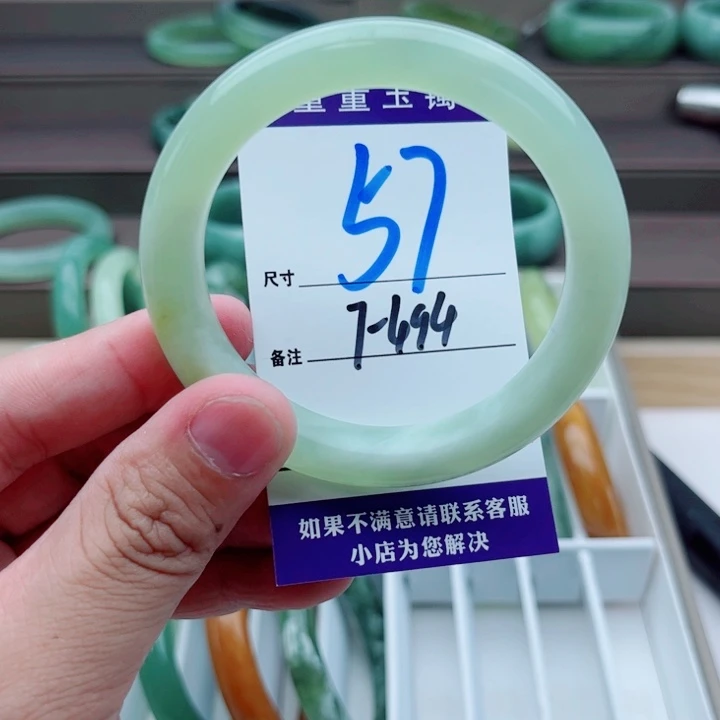 重玉镯
尺寸 57
备注 7-494
如果不满意请联系客服
小店为您解决